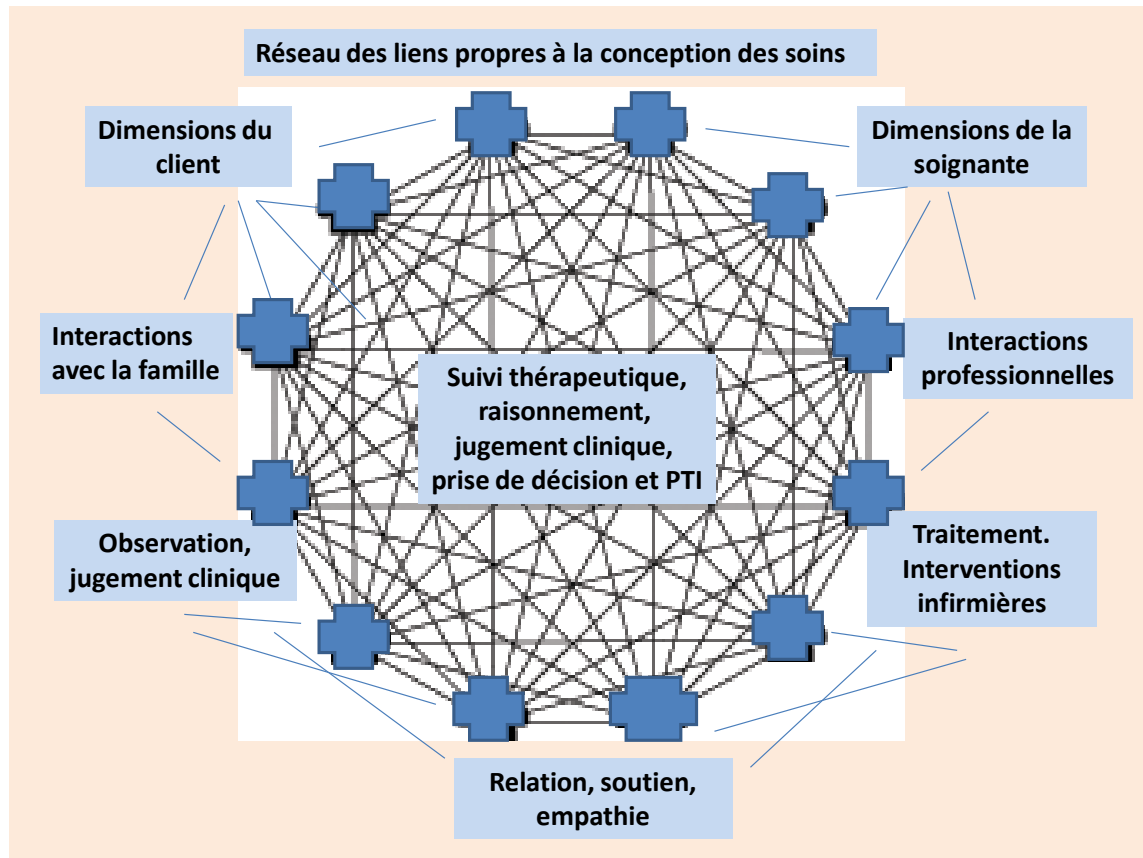 Réseau des liens propres à la conception des soins
Dimensions du
client
Dimensions de la
soignante
Interactions
avec la famille
Interactions
professionnelles
Suivi thérapeutique,
raisonnement,
jugement clinique,
prise de décision et PTI
Observation,
jugement clinique
Traitement.
Interventions
infirmières
Relation, soutien,
empathie